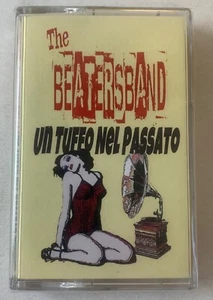 The
BEATERSBAND
UN TUFFO NEL PASSATO